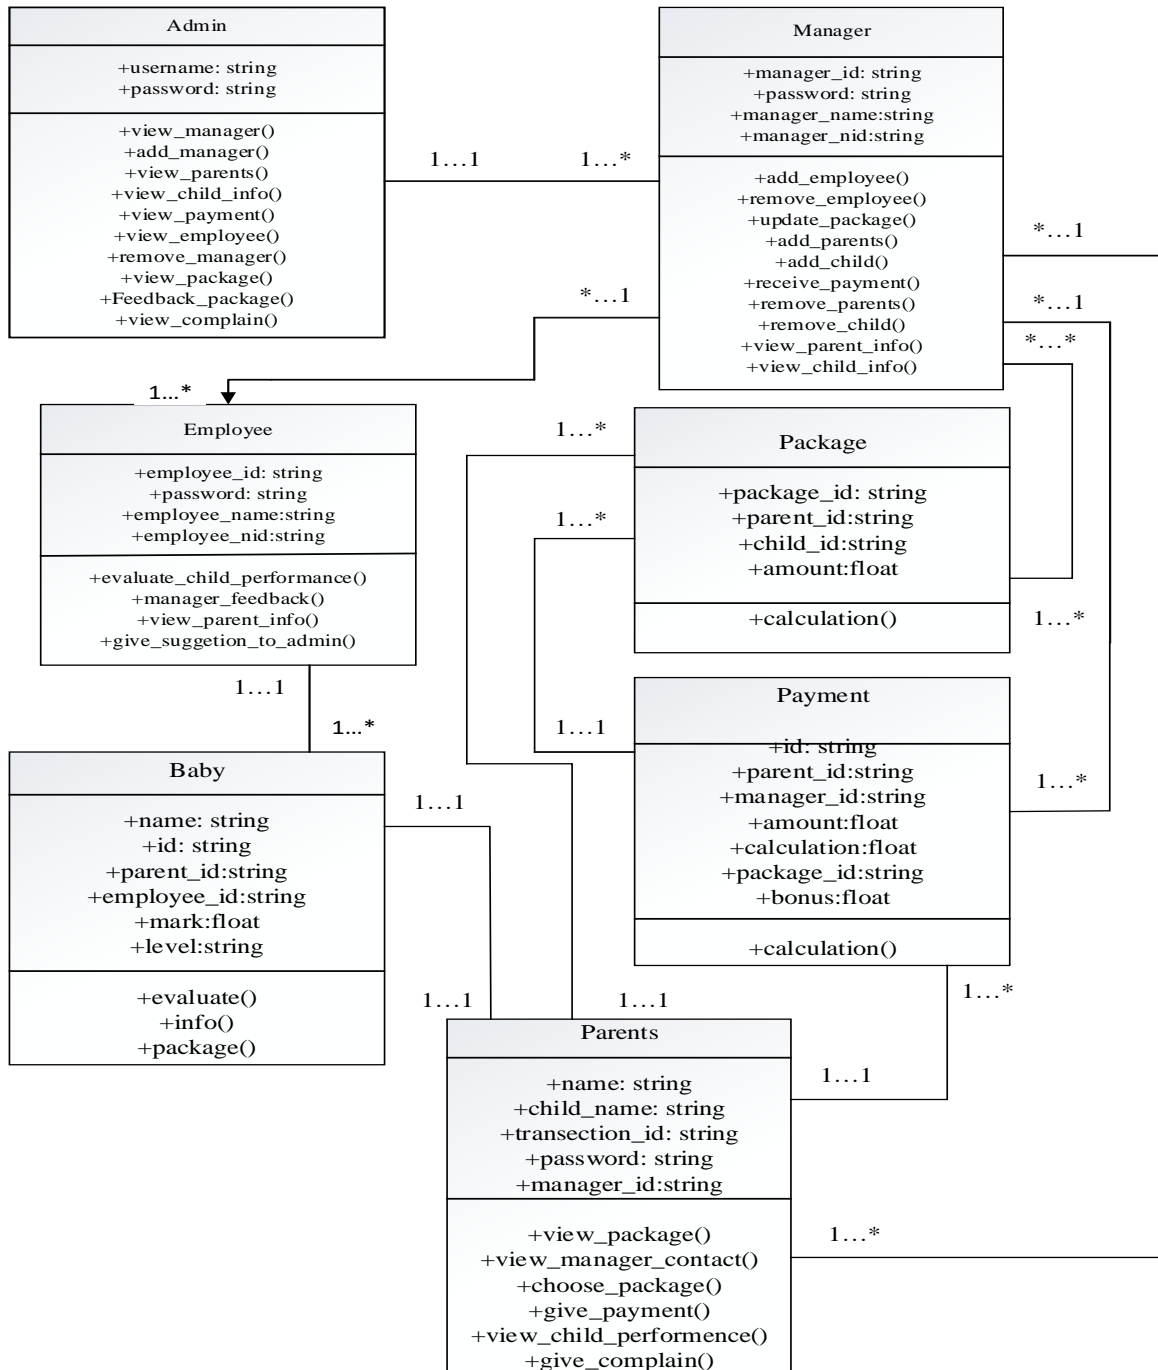 Admin
+username: string
+password: string
+view_manager()
+add_manager()
+view_parents()
+view_child_info()
+view_payment()
+view_employee()
+remove_manager()
+view_package()
+Feedback_package()
+view_complain()
1…1
1…*
Manager
+manager_id: string
+password: string
+manager_name:string
+manager_nid:string
+add_employee()
+remove_employee()
+update_package()
+add_parents()
+add_child()
+receive_payment()
+remove_parents()
+remove_child()
+view_parent_info()
+view_child_info()
*…1
*…1
*…1
*…*
1…*
Employee
+employee_id: string
+password: string
+employee_name:string
+employee_nid:string
+evaluate_child_performance()
+manager_feedback()
+view_parent_info()
+give_suggetion_to_admin()
1…1
1…*
1…*
1…*
Package
+package_id: string
+parent_id:string
+child_id:string
+amount:float
+calculation()
1…*
1…1
Payment
+id: string
+parent_id:string
+manager_id:string
+amount:float
+calculation:float
+package_id:string
+bonus:float
+calculation()
1…*
1…*
Baby
+name: string
+id: string
+parent_id:string
+employee_id:string
+mark:float
+level:string
+evaluate()
+info()
+package()
1…1
1…1
1…1
Parents
+name: string
+child_name: string
+transection_id: string
+password: string
+manager_id:string
+view_package()
+view_manager_contact()
+choose_package()
+give_payment()
+view_child_performence()
+give_complain()
1…1
1…*